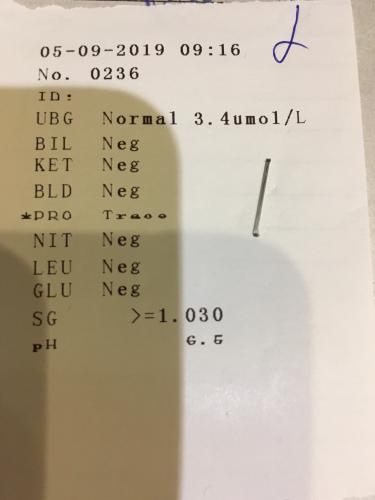 05-09-2019 09:16
No. 0236
ID:
UBG Normal 3.4umol/L
BIL Neg
KET Neg
BLD Neg
*PRO Trace
NIT Neg
LEU Neg
GLU Neg
SG >=1.030
pH 6.5